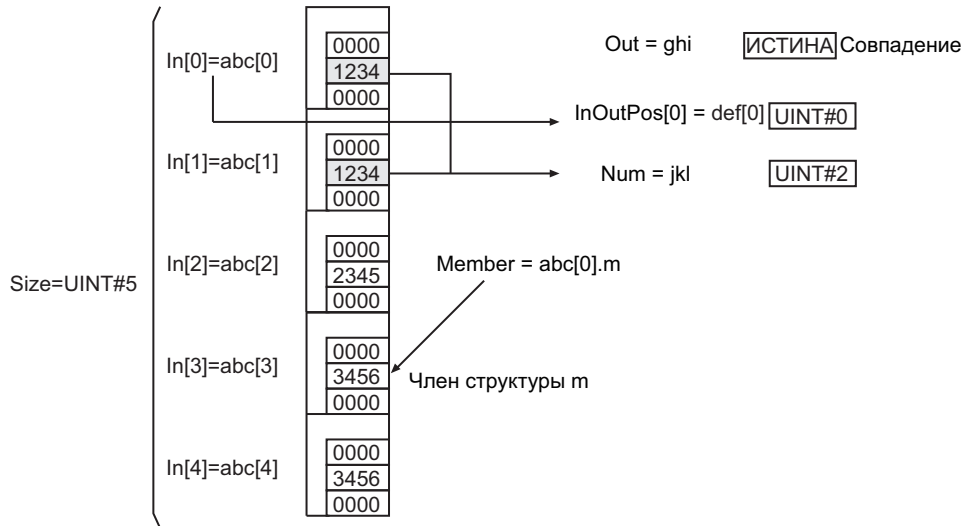 0000
Out = ghi ИСТИНА Совпадение
In[0]=abc[0] 1234
0000
InOutPos[0] = def[0] UINT#0
0000
In[1]=abc[1] 1234 Num = jkl UINT#2
0000
0000
In[2]=abc[2] 2345 Member = abc[0].m
Size=UINT#5
0000
0000
In[3]=abc[3] 3456 Член структуры m
0000
0000
In[4]=abc[4] 3456
0000